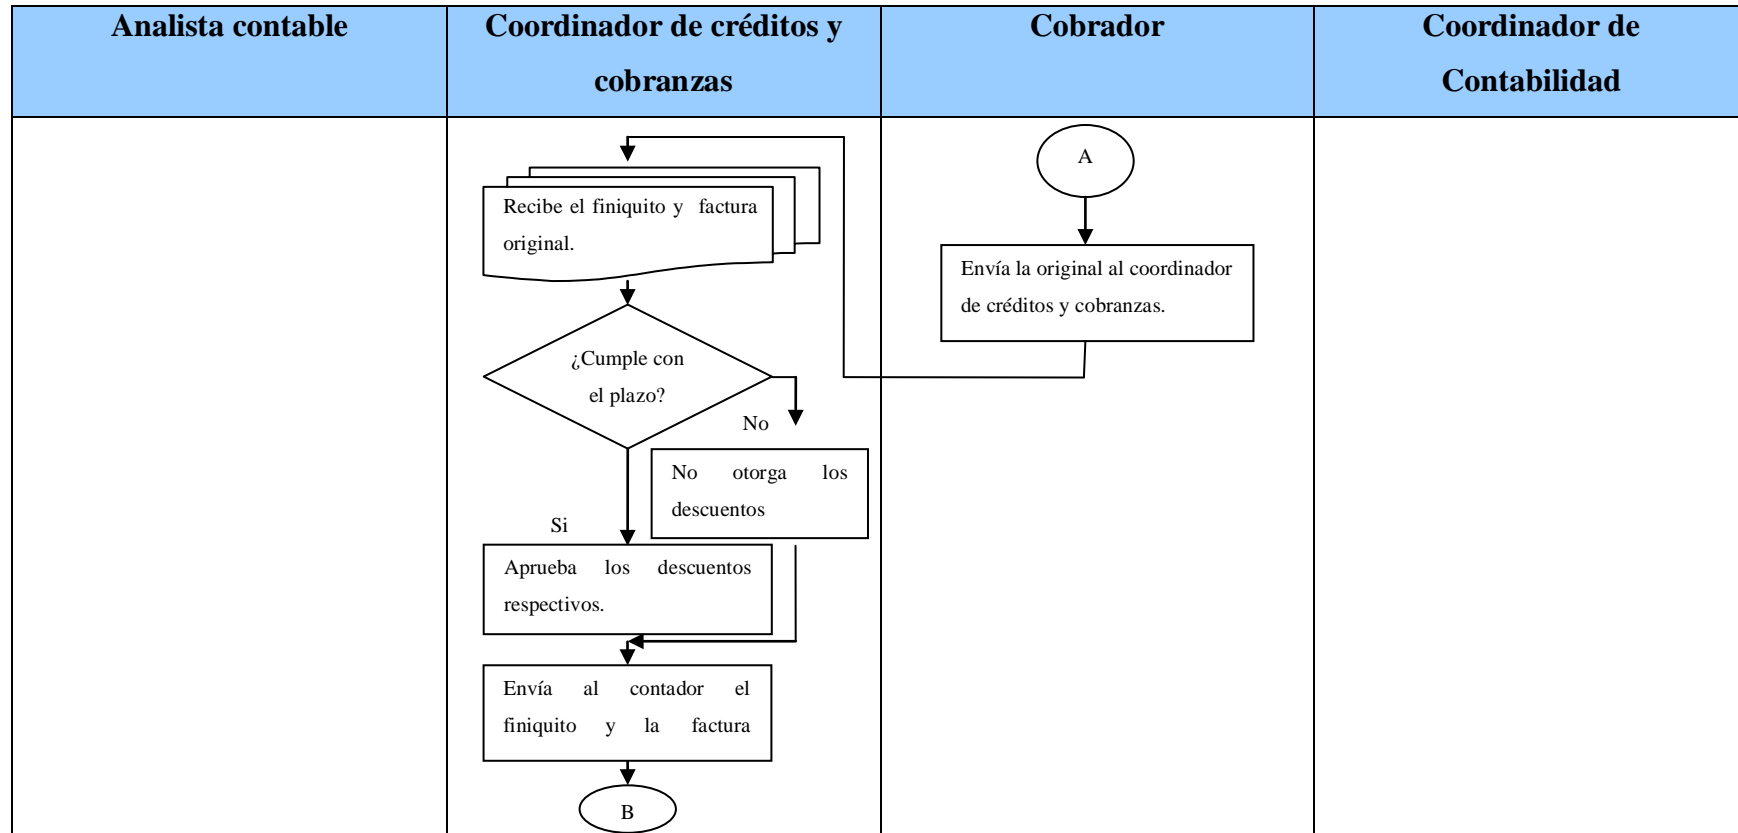 Analista contable
Coordinador de créditos y
cobranzas
Cobrador
Coordinador de
Contabilidad
A
Recibe el finiquito y factura
original.
Envía la original al coordinador
de créditos y cobranzas.
¿Cumple con
el plazo?
No
No otorga los
descuentos
Si
Aprueba los descuentos
respectivos.
Envía al contador el
finiquito y la factura
B